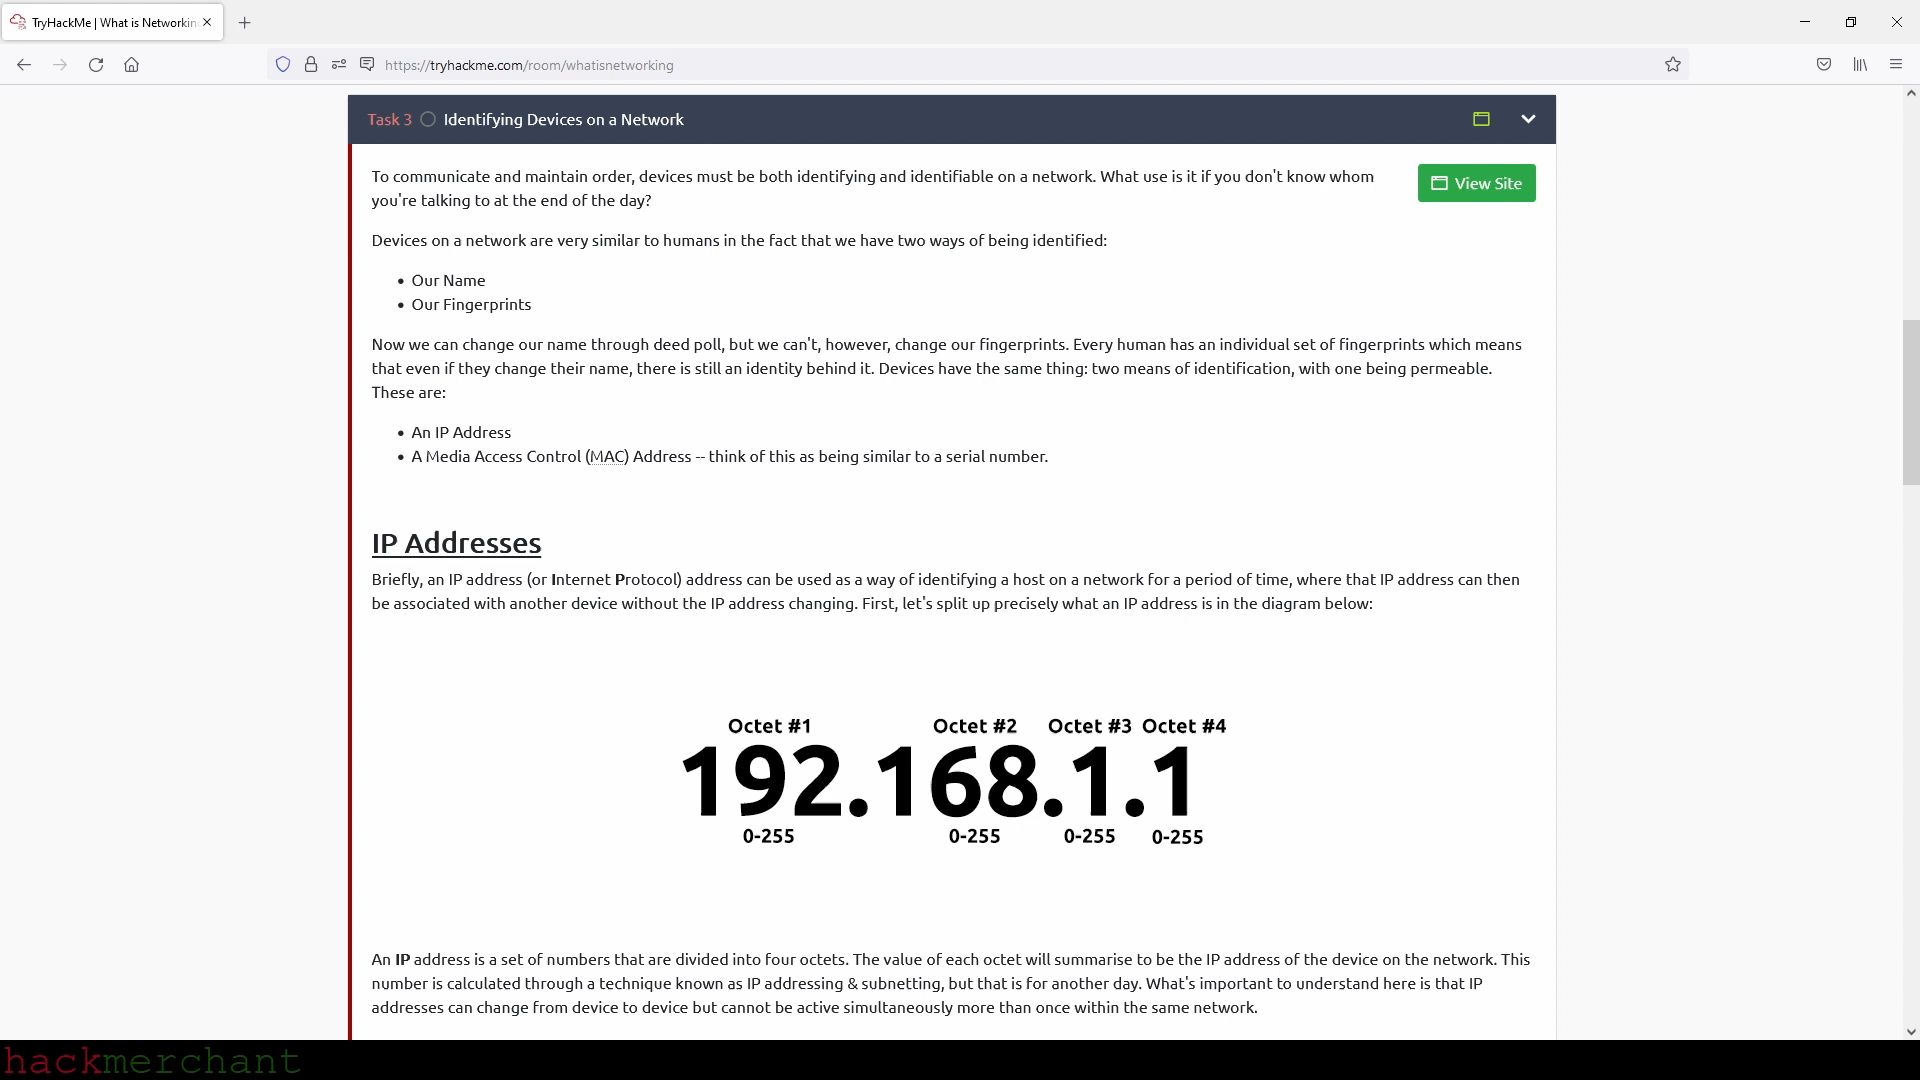 TryHackMe | What is Networkin
https://tryhackme.com/room/whatisnetworking
Task 3 Identifying Devices on a Network
View Site
To communicate and maintain order, devices must be both identifying and identifiable on a network. What use is it if you don't know whom
you're talking to at the end of the day?
Devices on a network are very similar to humans in the fact that we have two ways of being identified:
• Our Name
• Our Fingerprints
Now we can change our name through deed poll, but we can't, however, change our fingerprints. Every human has an individual set of fingerprints which means
that even if they change their name, there is still an identity behind it. Devices have the same thing: two means of identification, with one being permeable.
These are:
• An IP Address
• A Media Access Control (MAC) Address -- think of this as being similar to a serial number.
IP Addresses
Briefly, an IP address (or Internet Protocol) address can be used as a way of identifying a host on a network for a period of time, where that IP address can then
be associated with another device without the IP address changing. First, let's split up precisely what an IP address is in the diagram below:
Octet #1 Octet #2 Octet #3 Octet #4
192.168.1.1
0-255 0-255 0-255 0-255
An IP address is a set of numbers that are divided into four octets. The value of each octet will summarise to be the IP address of the device on the network. This
number is calculated through a technique known as IP addressing & subnetting, but that is for another day. What's important to understand here is that IP
addresses can change from device to device but cannot be active simultaneously more than once within the same network.
hackmerchant